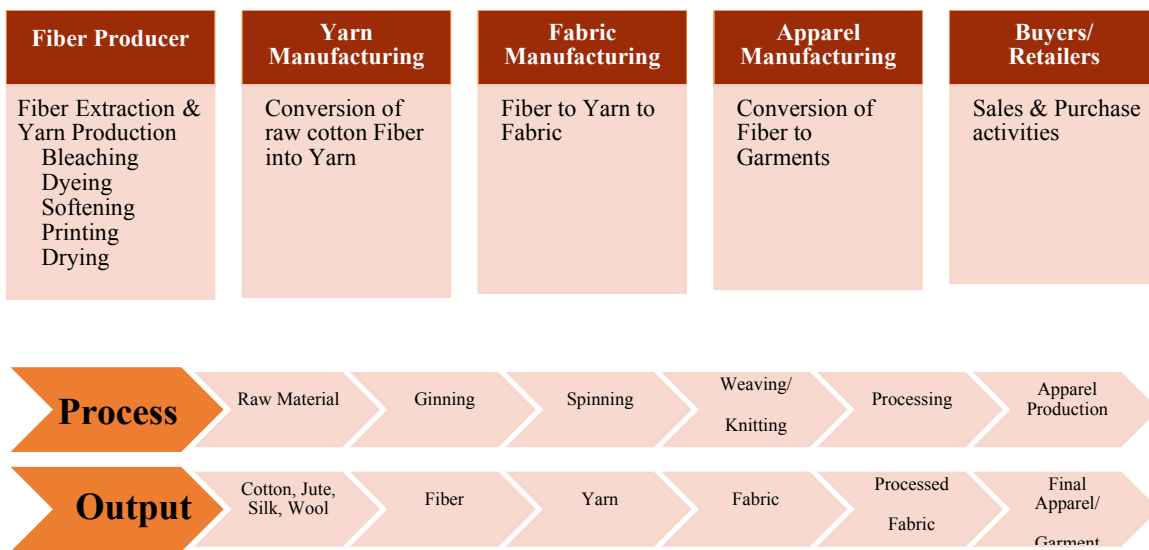 Fiber Producer
Fiber Extraction &
Yarn Production
Bleaching
Dyeing
Softening
Printing
Drying
Yarn
Manufacturing
Conversion of
raw cotton Fiber
into Yarn
Fabric
Manufacturing
Fiber to Yarn to
Fabric
Apparel
Manufacturing
Conversion of
Fiber to
Garments
Buyers/
Retailers
Sales & Purchase
activities
Process
Raw Material
Ginning
Spinning
Weaving/
Knitting
Processing
Apparel
Production
Output
Cotton, Jute,
Silk, Wool
Fiber
Yarn
Fabric
Processed
Fabric
Final
Apparel/
Garment